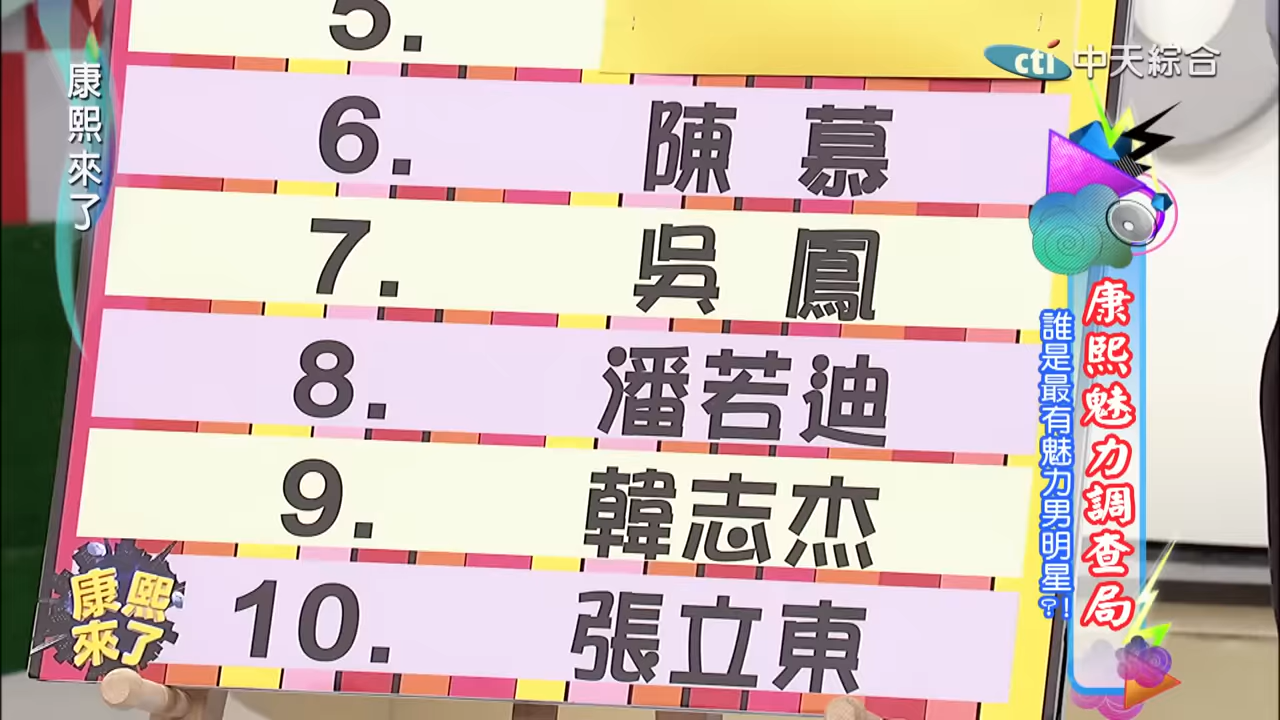 5.
6. 陳慕
7. 吳鳳
8. 潘若迪
9. 韓志杰
10. 張立東
康熙來了
cti 中天綜合
康熙魅力調查局
誰是最有魅力男明星?!
康熙來了